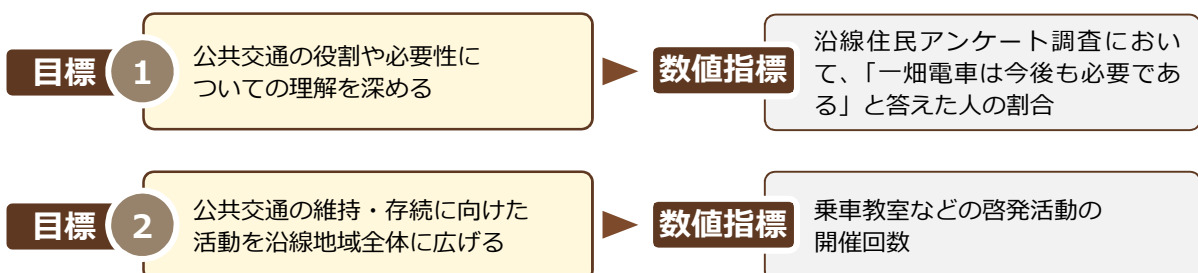 目標 1
公共交通の役割や必要性に
ついての理解を深める
数値指標
沿線住民アンケート調査におい
て、「一畑電車は今後も必要であ
る」と答えた人の割合
目標 2
公共交通の維持・存続に向けた
活動を沿線地域全体に広げる
数値指標
乗車教室などの啓発活動の
開催回数